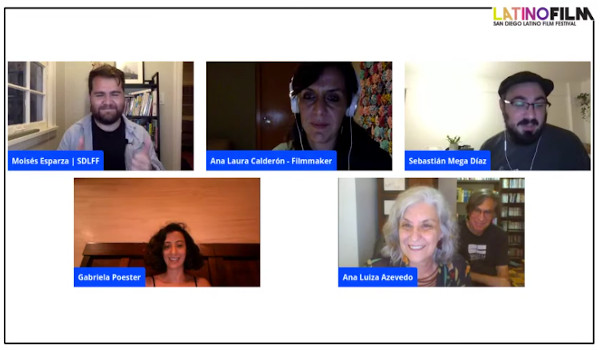 LATINOFILM
SAN DIEGO LATINO FILM FESTIVAL
Moisés Esparza | SDLFF
Ana Laura Calderón - Filmmaker
Sebastián Mega Díaz
Gabriela Poester
Ana Luiza Azevedo